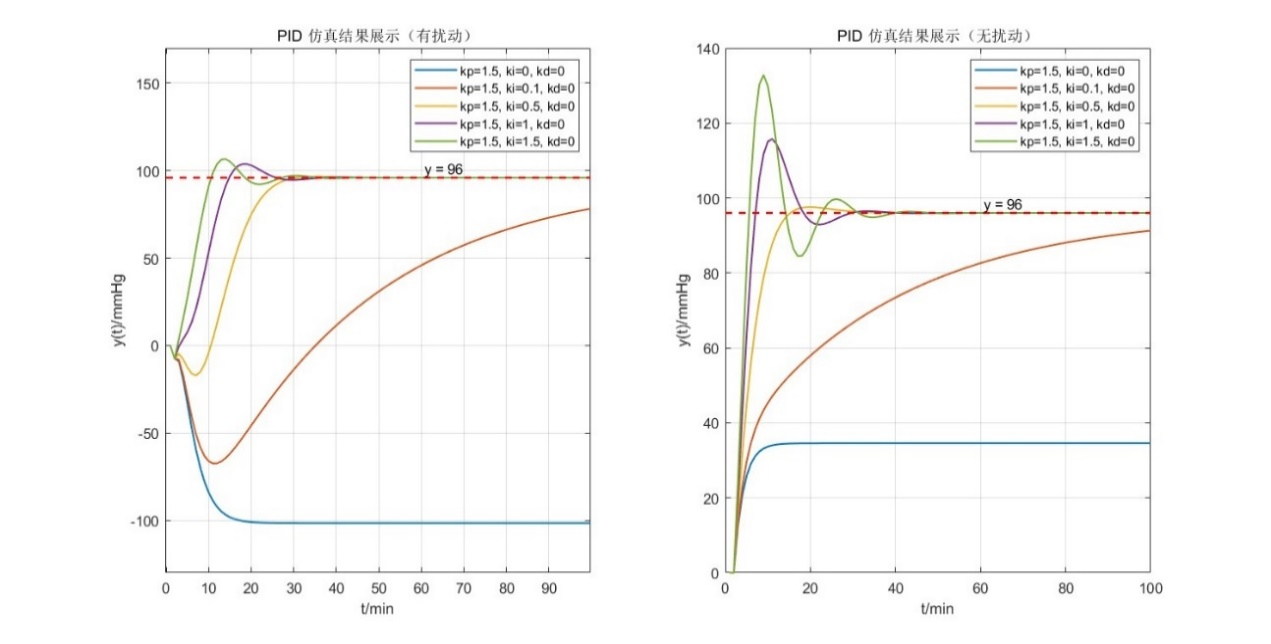 PID 仿真结果展示（有扰动）
kp=1.5, ki=0, kd=0
kp=1.5, ki=0.1, kd=0
kp=1.5, ki=0.5, kd=0
kp=1.5, ki=1, kd=0
kp=1.5, ki=1.5, kd=0
y = 96
y(t)/mmHg
150
100
50
0
-50
-100
0 10 20 30 40 50 60 70 80 90
t/min
PID 仿真结果展示（无扰动）
kp=1.5, ki=0, kd=0
kp=1.5, ki=0.1, kd=0
kp=1.5, ki=0.5, kd=0
kp=1.5, ki=1, kd=0
kp=1.5, ki=1.5, kd=0
y = 96
y(t)/mmHg
140
120
100
80
60
40
20
0
0 20 40 60 80 100
t/min